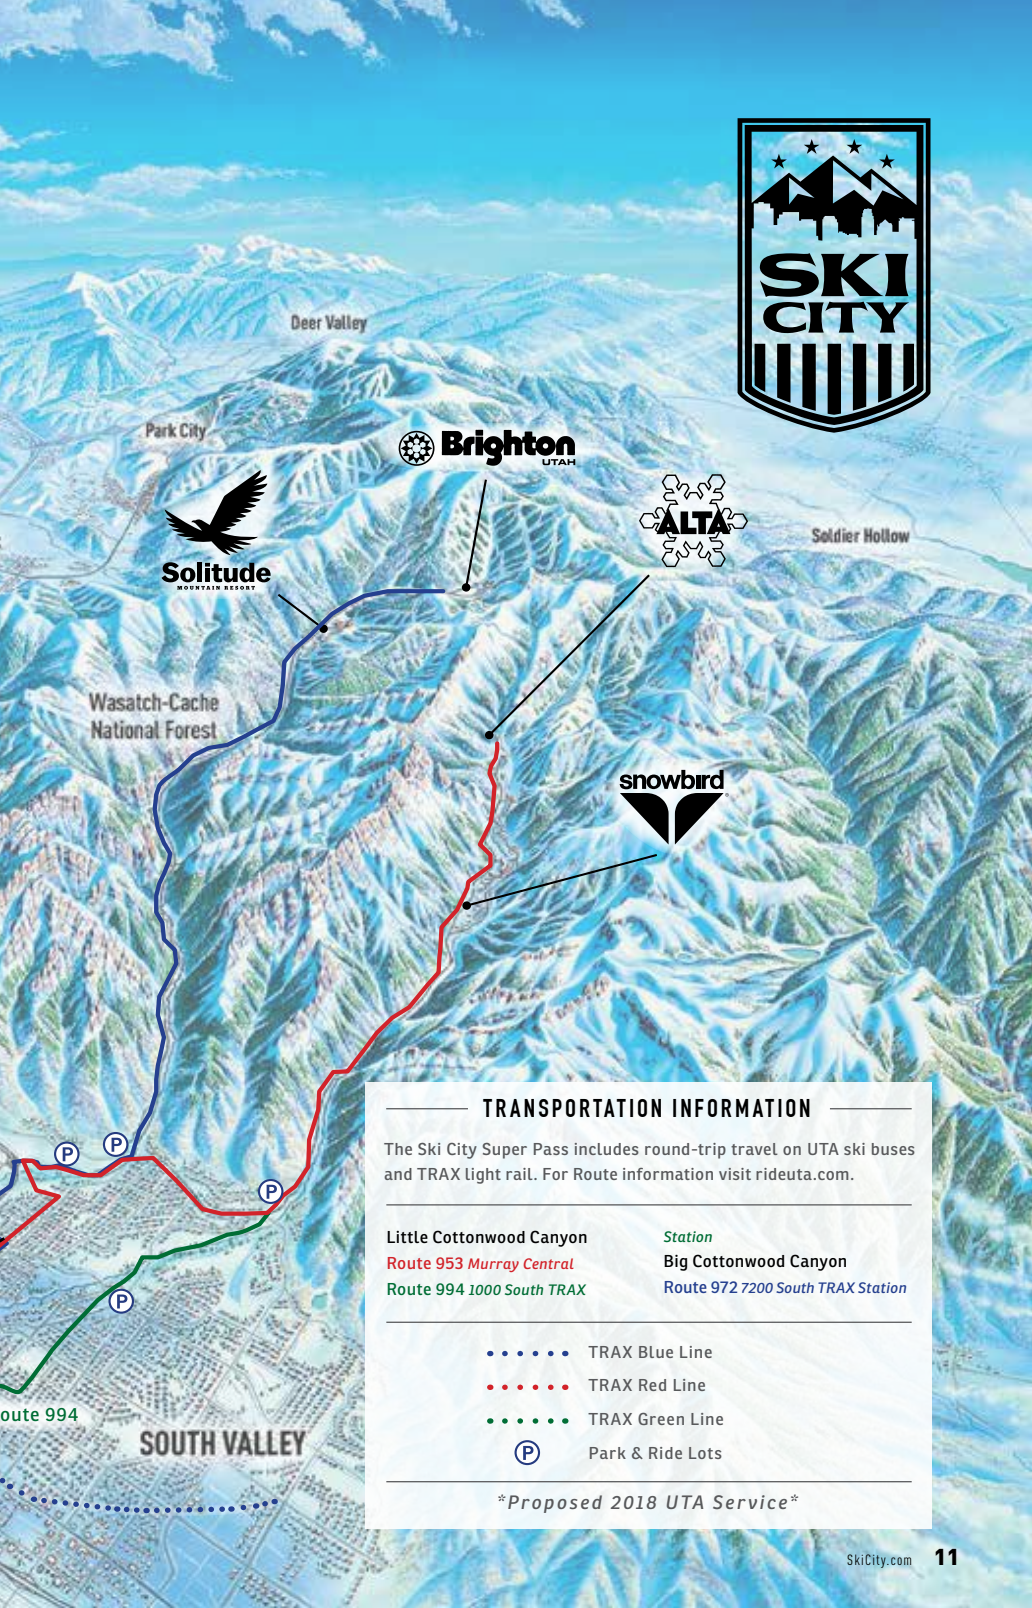 SKI
CITY
Deer Valley
Park City
Brighton
UTAH
ALTA
Soldier Hollow
Solitude
MOUNTAIN RESORT
Wasatch-Cache
National Forest
snowbird
TRANSPORTATION INFORMATION
The Ski City Super Pass includes round-trip travel on UTA ski buses
and TRAX light rail. For Route information visit rideuta.com.
P
P
P
Little Cottonwood Canyon
Route 953 Murray Central
Route 994 1000 South TRAX
Station
Big Cottonwood Canyon
Route 972 7200 South TRAX Station
P
TRAX Blue Line
TRAX Red Line
TRAX Green Line
P Park & Ride Lots
oute 994
SOUTH VALLEY
*Proposed 2018 UTA Service*
SkiCity.com 11